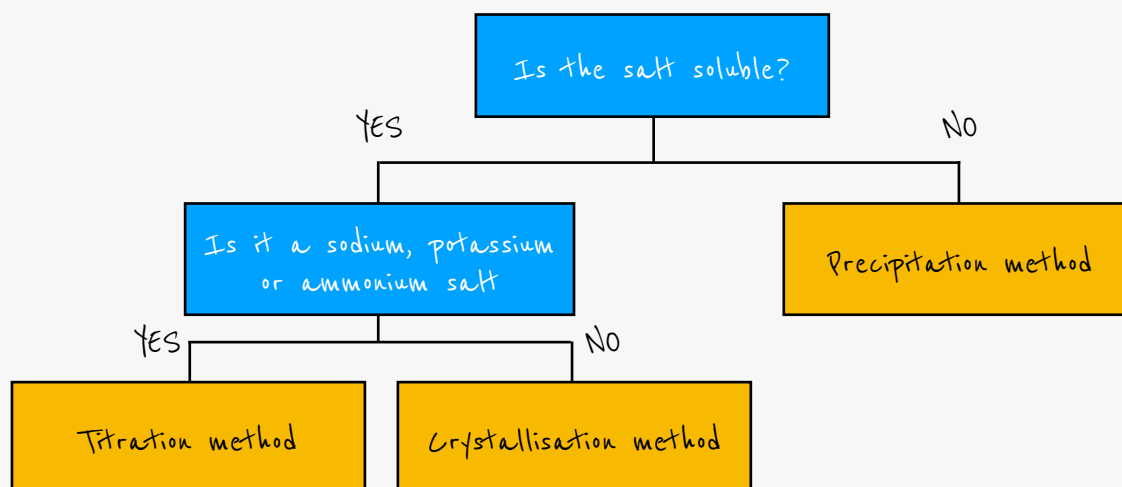 Is the salt soluble?
YES
NO
Is it a sodium, potassium
or ammonium salt
Precipitation method
YES
NO
Titration method
Crystallisation method